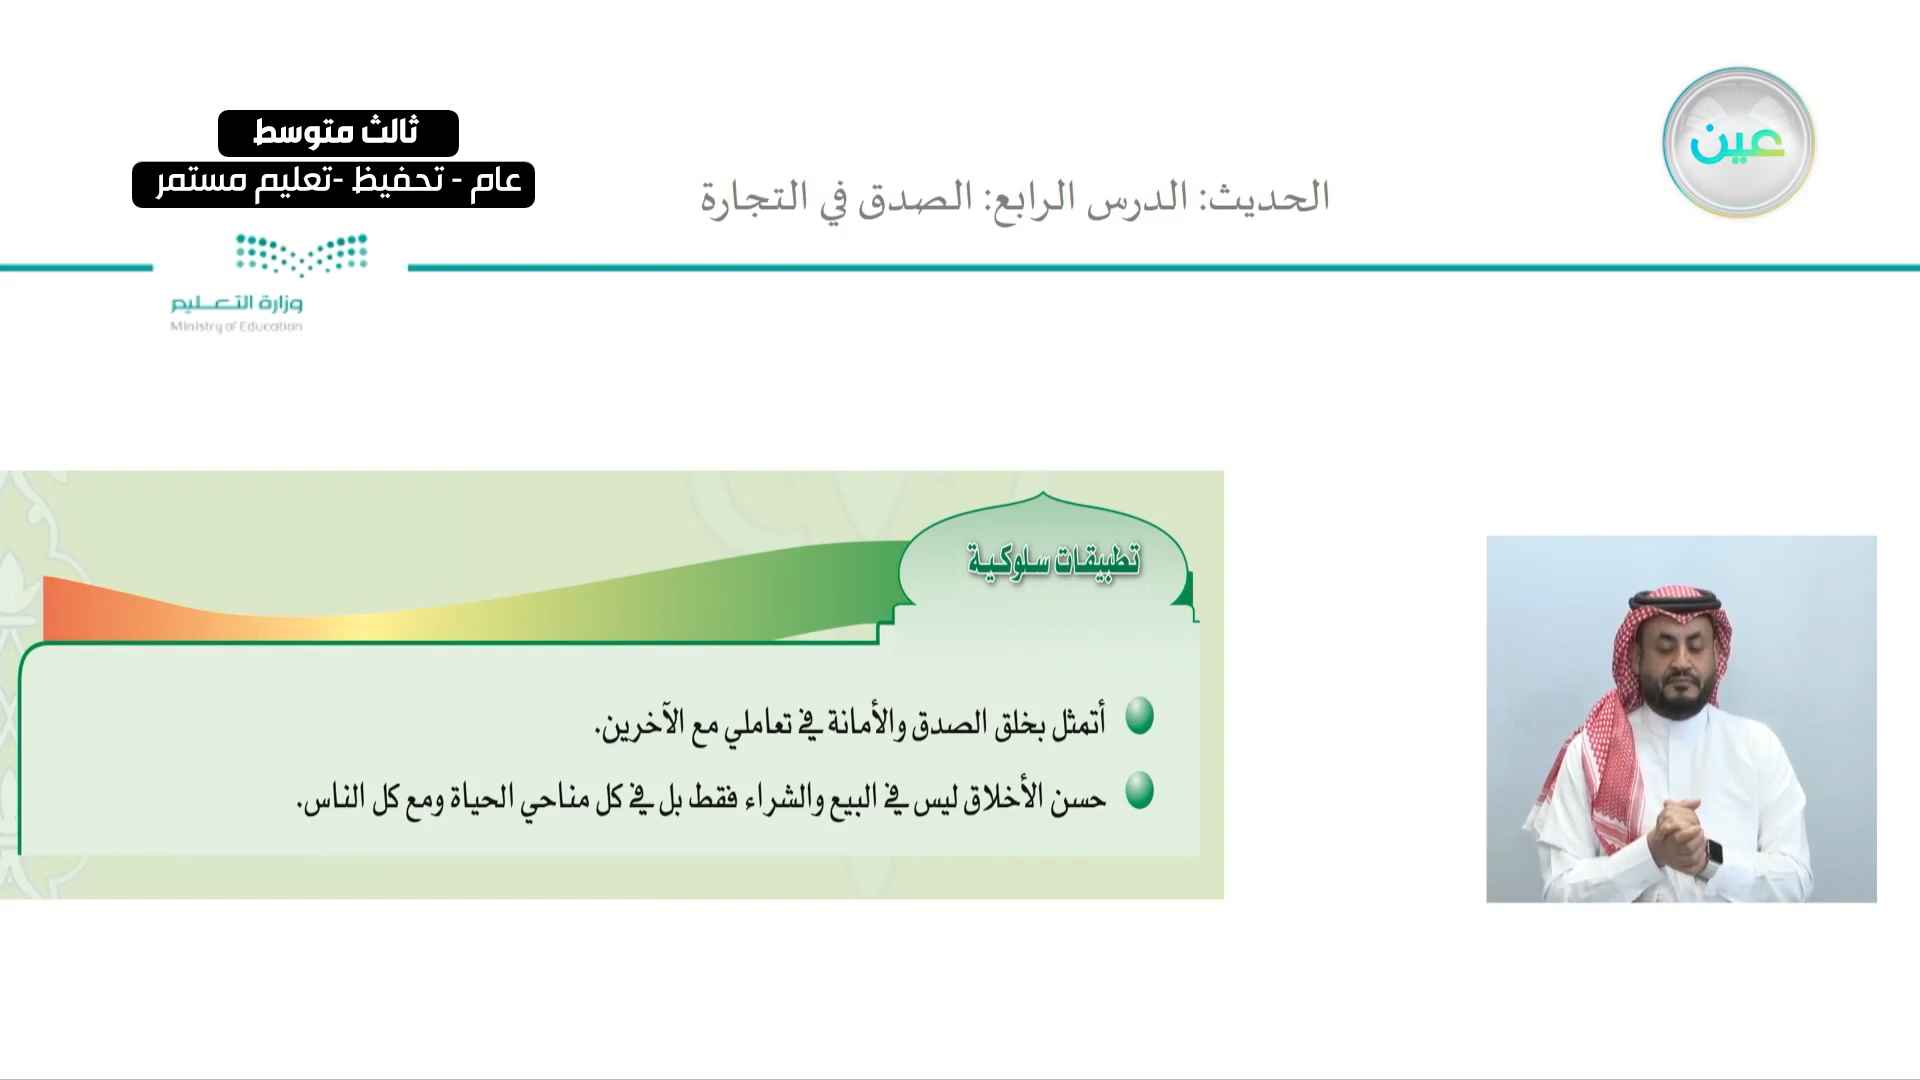 ثالث متوسط
عام - تحفيظ -تعليم مستمر
الحديث: الدرس الرابع: الصدق في التجارة
عين
وزارة التعـــليم
Ministry of Education
تطبيقات سلوكية
أتمثل بخلق الصدق والأمانة في تعاملي مع الآخرين.
حسن الأخلاق ليس في البيع والشراء فقط بل في كل مناحي الحياة ومع كل الناس.